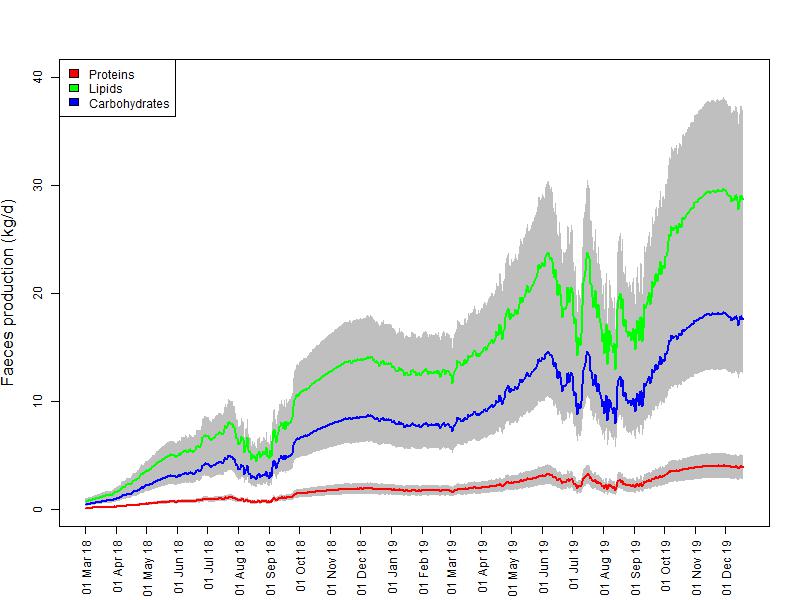 Proteins
Lipids
Carbohydrates
Faeces production (kg/d)
40
30
20
10
0
01 Mar 18
01 Apr 18
01 May 18
01 Jun 18
01 Jul 18
01 Aug 18
01 Sep 18
01 Oct 18
01 Nov 18
01 Dec 18
01 Jan 19
01 Feb 19
01 Mar 19
01 Apr 19
01 May 19
01 Jun 19
01 Jul 19
01 Aug 19
01 Sep 19
01 Oct 19
01 Nov 19
01 Dec 19